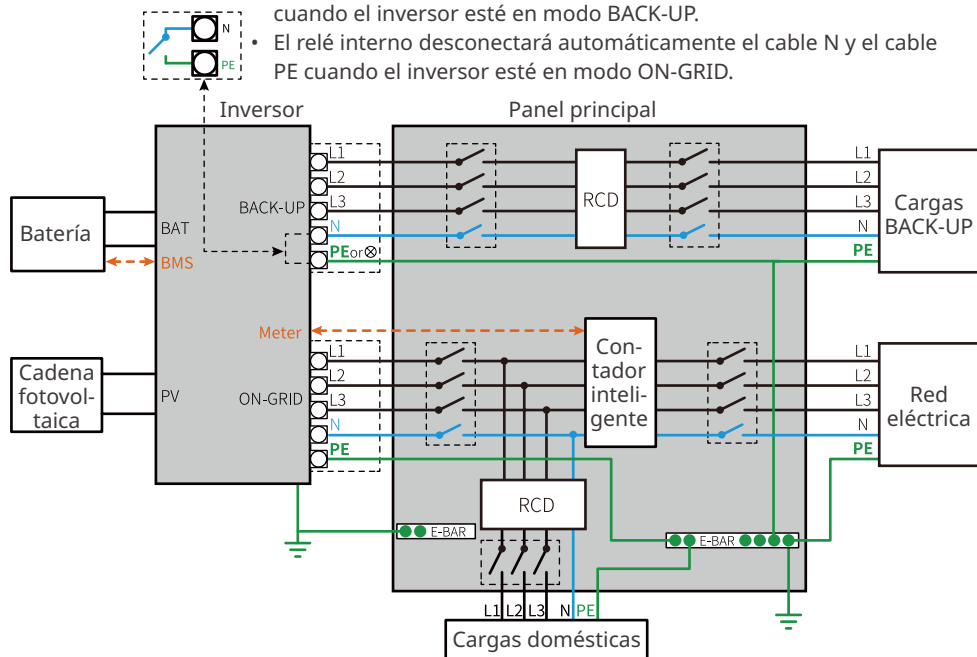 cuando el inversor esté en modo BACK-UP.
N
• El relé interno desconectará automáticamente el cable N y el cable
PE
PE cuando el inversor esté en modo ON-GRID.
Inversor
Panel principal
L1
L2
L3
N
PEor⊗
BACK-UP
BAT
BMS
Batería
RCD
L1
L2
L3
N
PE
Cargas
BACK-UP
Meter
Cadena
fotovol-
taica
PV
ON-GRID
L1
L2
L3
N
PE
Con-
tador
inteli-
gente
L1
L2
L3
N
PE
Red
eléctrica
RCD
E-BAR
E-BAR
L1 L2 L3 N PE
Cargas domésticas